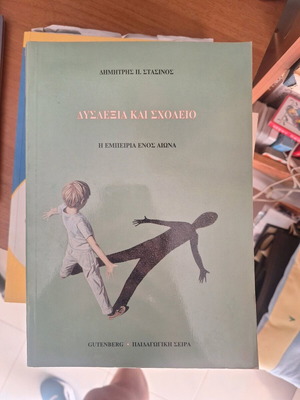 ΔΗΜΗΤΡΗΣ Π. ΣΤΑΣΙΝΟΣ
ΔΥΣΛΕΞΙΑ ΚΑΙ ΣΧΟΛΕΙΟ
Η ΕΜΠΕΙΡΙΑ ΕΝΟΣ ΑΙΩΝΑ
GUTENBERG • ΠΑΙΔΑΓΩΓΙΚΗ ΣΕΙΡΑ